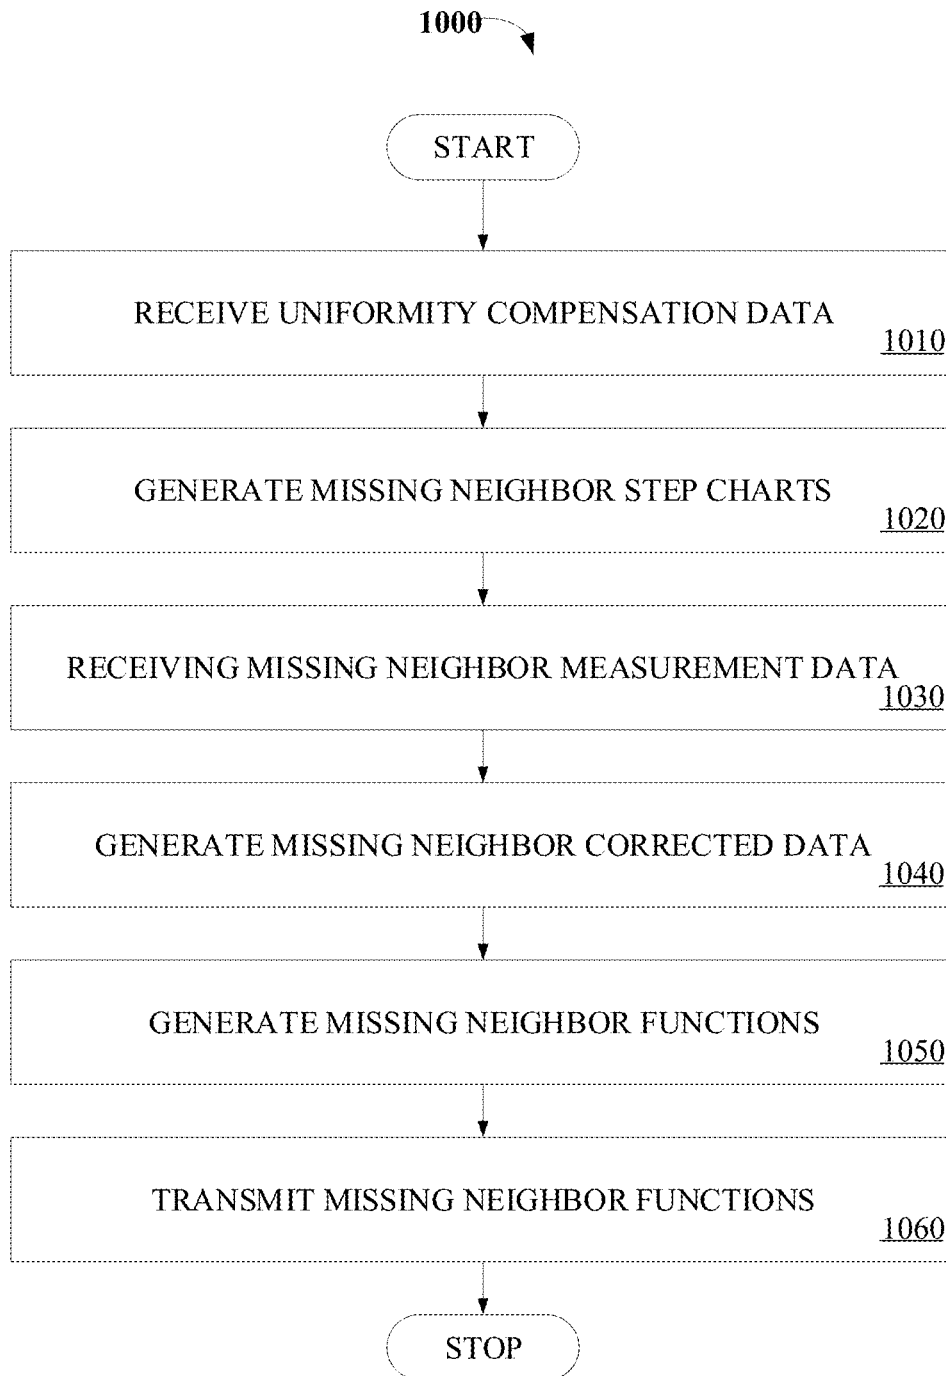 1000
START
RECEIVE UNIFORMITY COMPENSATION DATA
1010
GENERATE MISSING NEIGHBOR STEP CHARTS
1020
RECEIVING MISSING NEIGHBOR MEASUREMENT DATA
1030
GENERATE MISSING NEIGHBOR CORRECTED DATA
1040
GENERATE MISSING NEIGHBOR FUNCTIONS
1050
TRANSMIT MISSING NEIGHBOR FUNCTIONS
1060
STOP